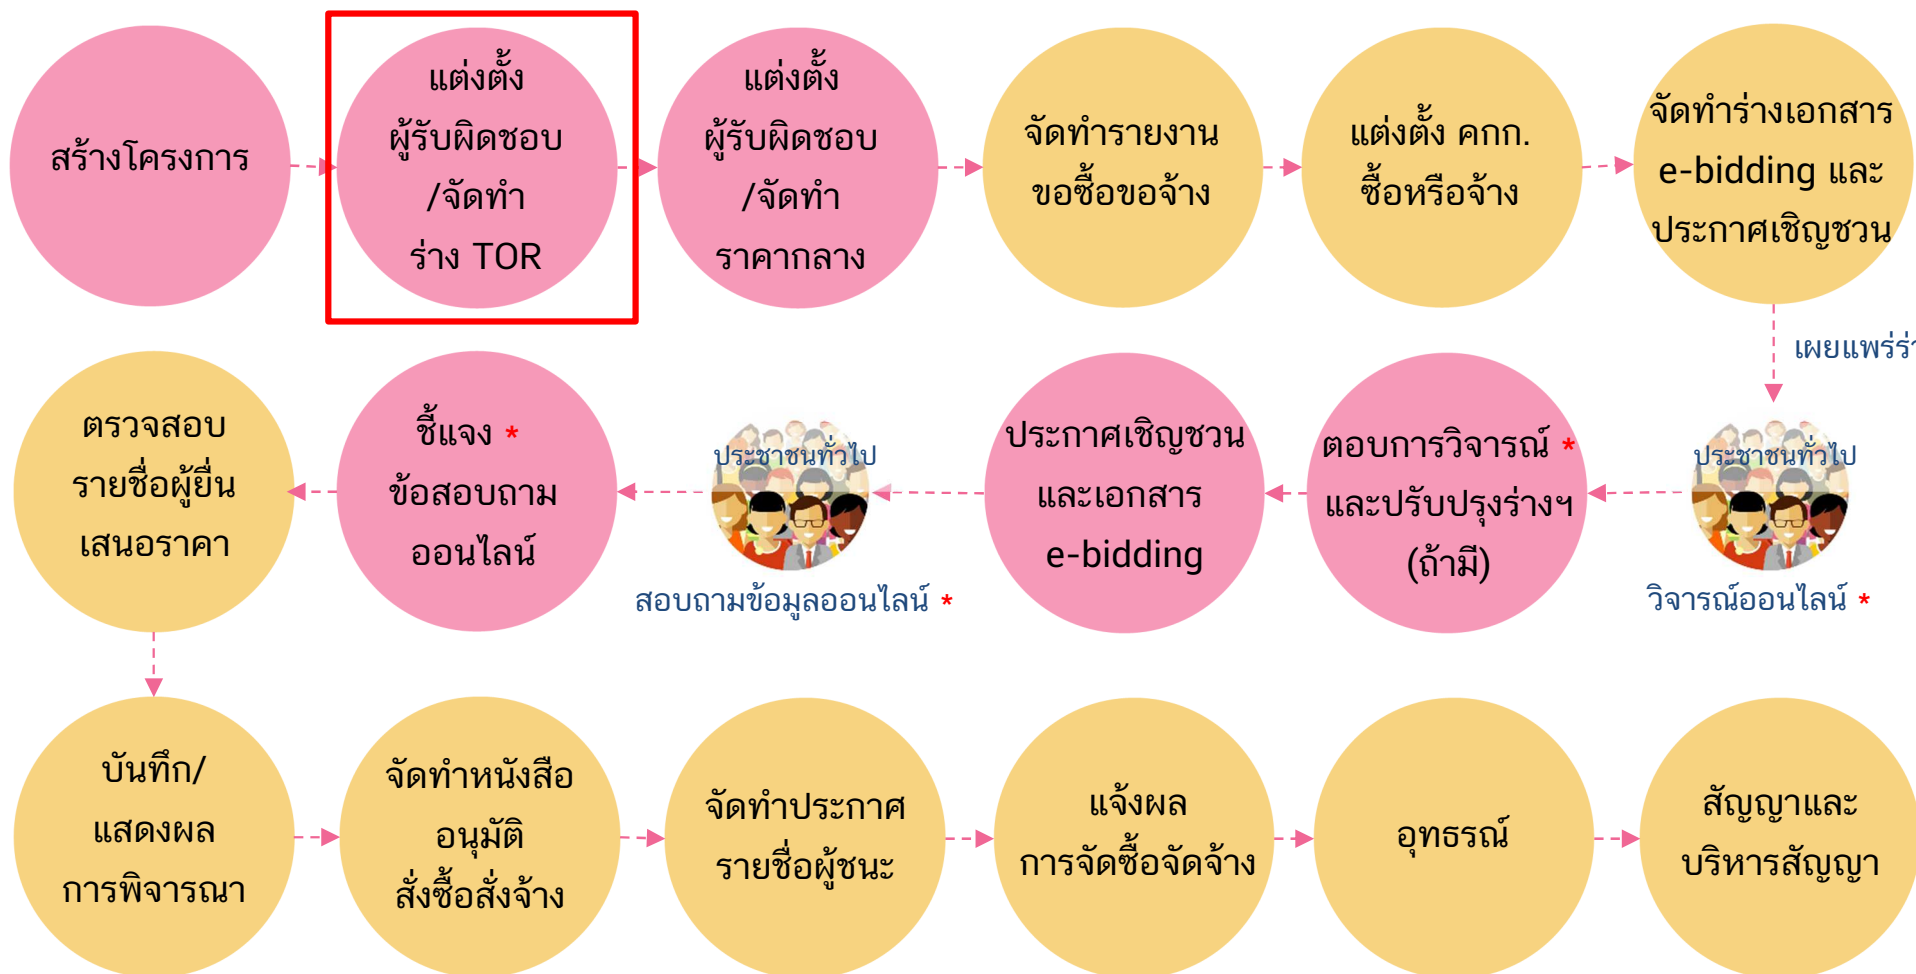 สร้างโครงการ
แต่งตั้ง
ผู้รับผิดชอบ
/จัดทำ
ร่าง TOR
แต่งตั้ง
ผู้รับผิดชอบ
/จัดทำ
ราคากลาง
จัดทำรายงาน
ขอซื้อขอจ้าง
แต่งตั้ง คกก.
ซื้อหรือจ้าง
จัดทำร่างเอกสาร
e-bidding และ
ประกาศเชิญชวน
เผยแพร่ร่า
ประชาชนทั่วไป
วิจารณ์ออนไลน์ *
ตอบการวิจารณ์ *
และปรับปรุงร่างฯ
(ถ้ามี)
ประกาศเชิญชวน
และเอกสาร
e-bidding
ประชาชนทั่วไป
สอบถามข้อมูลออนไลน์ *
ชี้แจง *
ข้อสอบถาม
ออนไลน์
ตรวจสอบ
รายชื่อผู้ยื่น
เสนอราคา
บันทึก/
แสดงผล
การพิจารณา
จัดทำหนังสือ
อนุมัติ
สั่งซื้อสั่งจ้าง
จัดทำประกาศ
รายชื่อผู้ชนะ
แจ้งผล
การจัดซื้อจัดจ้าง
อุทธรณ์
สัญญาและ
บริหารสัญญา